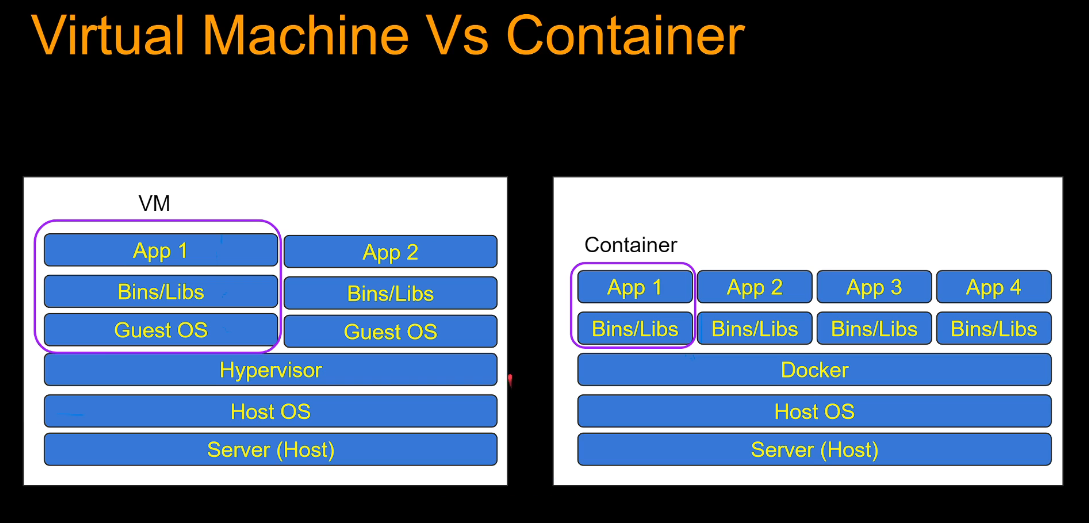 Virtual Machine Vs Container
VM
App 1
App 2
Bins/Libs
Bins/Libs
Guest OS
Guest OS
Hypervisor
Host OS
Server (Host)
Container
App 1
App 2
App 3
App 4
Bins/Libs
Bins/Libs
Bins/Libs
Bins/Libs
Docker
Host OS
Server (Host)